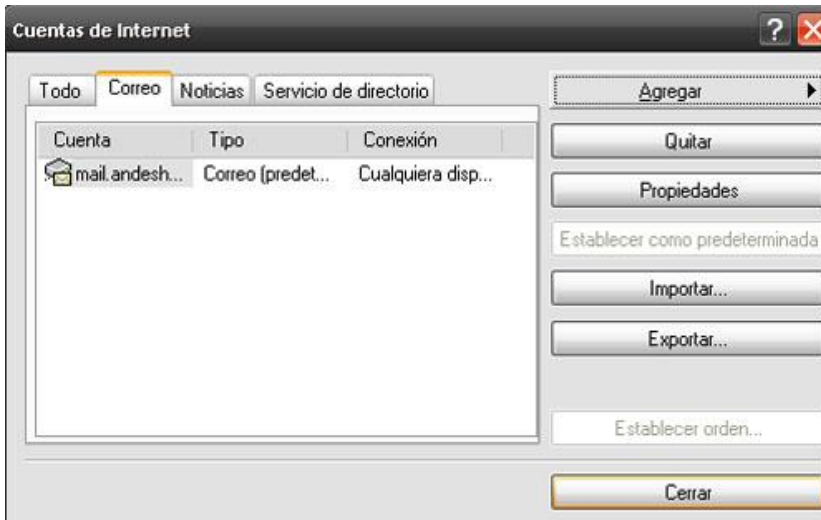 Cuentas de Internet
Todo Correo Noticias Servicio de directorio
Cuenta Tipo Conexión
mail.andesh... Correo (predet... Cualquiera disp...
Agregar
Quitar
Propiedades
Establecer como predeterminada
Importar...
Exportar...
Establecer orden...
Cerrar